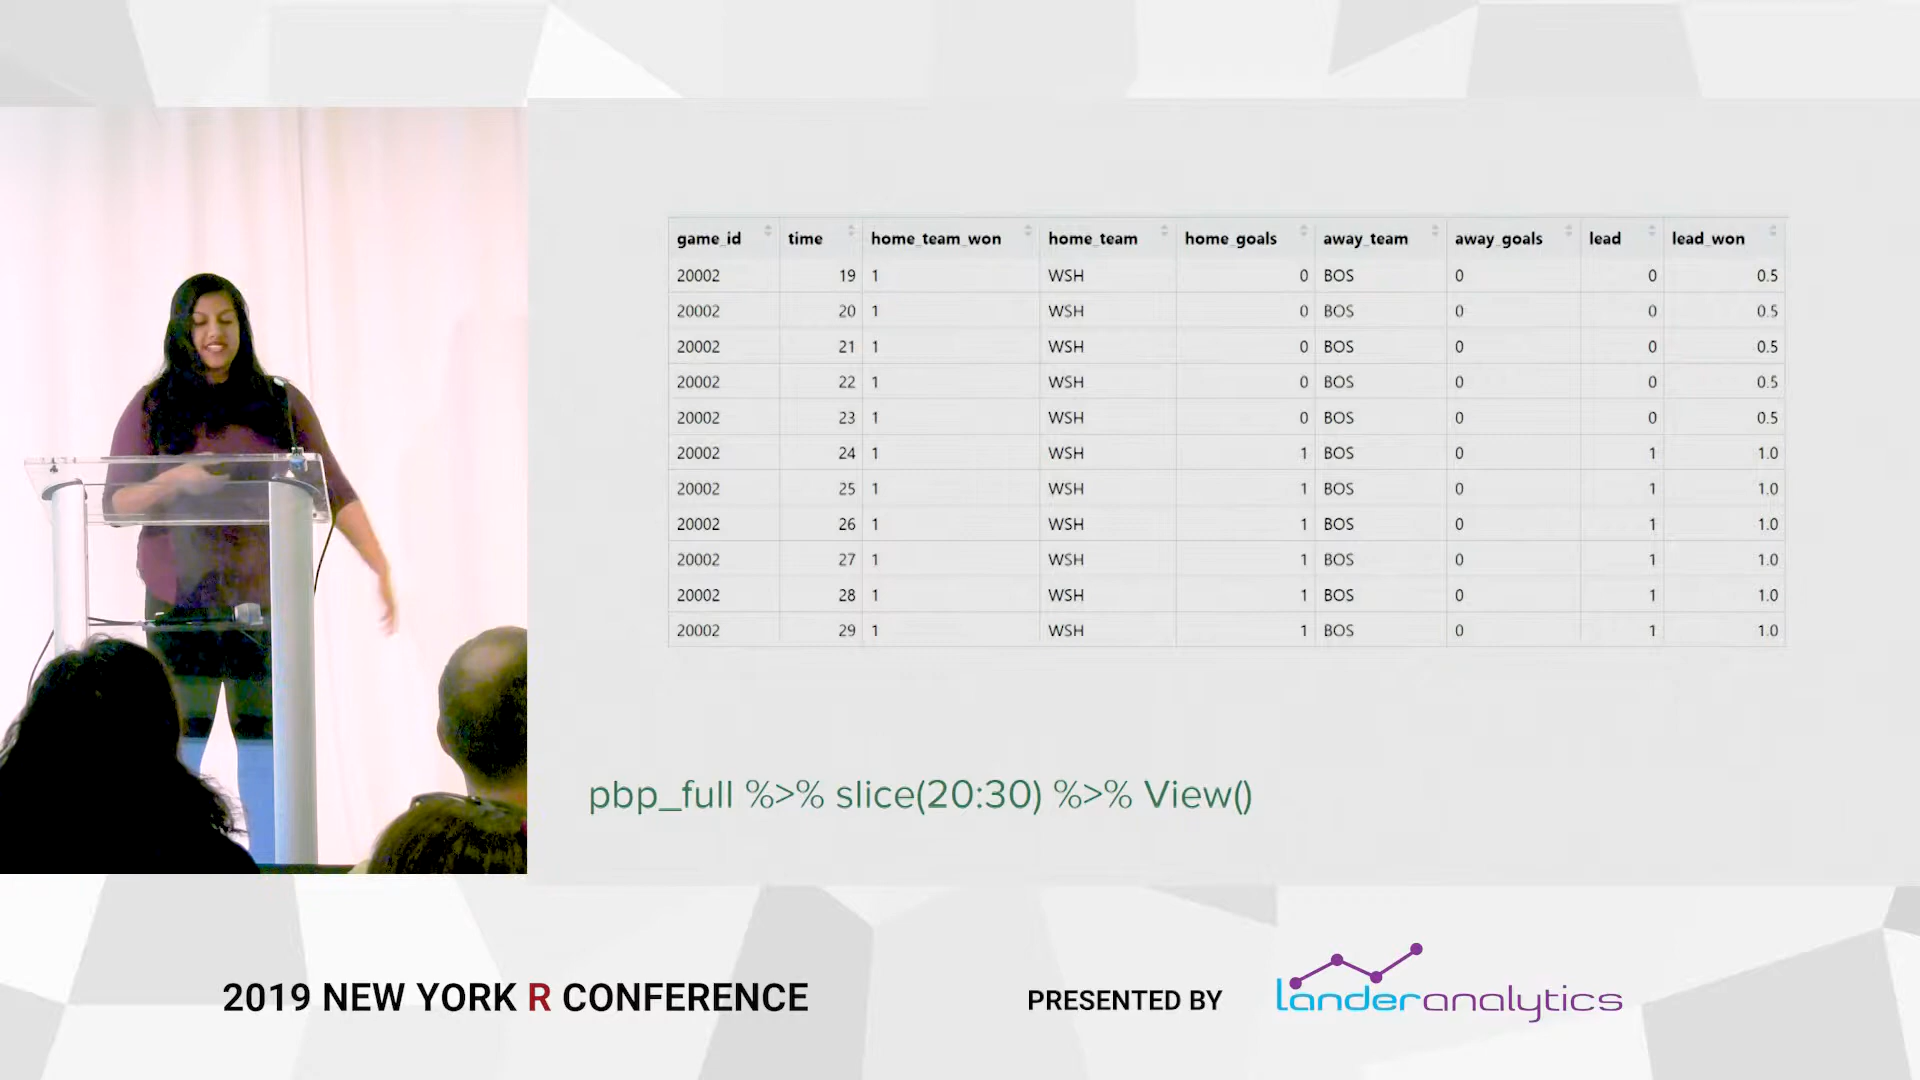 game_id time home_team_won home_team home_goals away_team away_goals lead lead_won
20002 19 1 WSH 0 BOS 0 0 0.5
20002 20 1 WSH 0 BOS 0 0 0.5
20002 21 1 WSH 0 BOS 0 0 0.5
20002 22 1 WSH 0 BOS 0 0 0.5
20002 23 1 WSH 0 BOS 0 0 0.5
20002 24 1 WSH 1 BOS 0 1 1.0
20002 25 1 WSH 1 BOS 0 1 1.0
20002 26 1 WSH 1 BOS 0 1 1.0
20002 27 1 WSH 1 BOS 0 1 1.0
20002 28 1 WSH 1 BOS 0 1 1.0
20002 29 1 WSH 1 BOS 0 1 1.0
pbp_full %>% slice(20:30) %>% View()
2019 NEW YORK R CONFERENCE
PRESENTED BY
landeranalytics